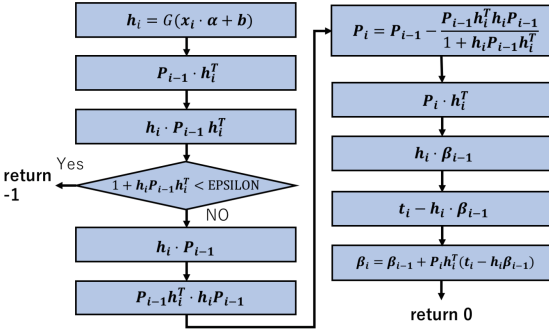 h_i = G(x_i · α + b)
P_{i−1} · h_i^T
h_i · P_{i−1} h_i^T
1 + h_i P_{i−1} h_i^T < EPSILON
Yes
return
-1
NO
h_i · P_{i−1}
P_{i−1} h_i^T · h_i P_{i−1}
P_i = P_{i−1} − \frac{P_{i−1} h_i^T h_i P_{i−1}}{1 + h_i P_{i−1} h_i^T}
P_i · h_i^T
h_i · β_{i−1}
t_i − h_i · β_{i−1}
β_i = β_{i−1} + P_i h_i^T (t_i − h_i β_{i−1})
return 0